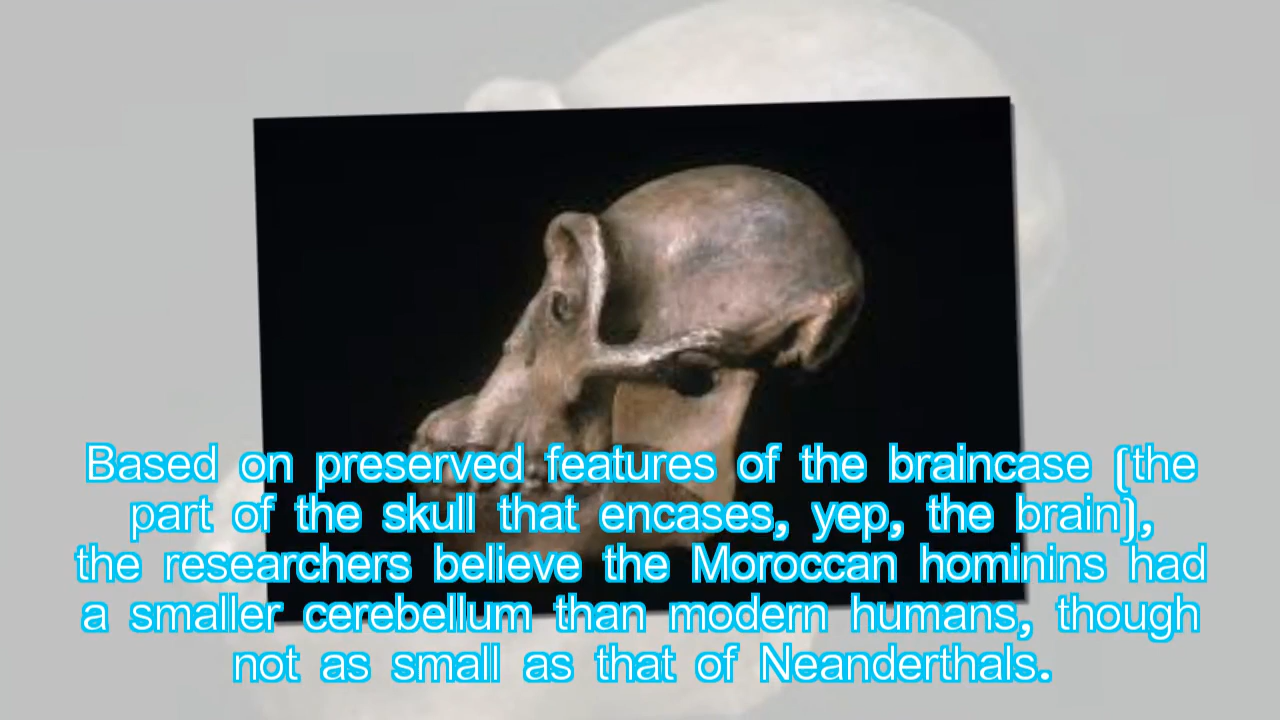 Based on preserved features of the braincase (the
part of the skull that encases, yep, the brain),
the researchers believe the Moroccan hominins had
a smaller cerebellum than modern humans, though
not as small as that of Neanderthals.